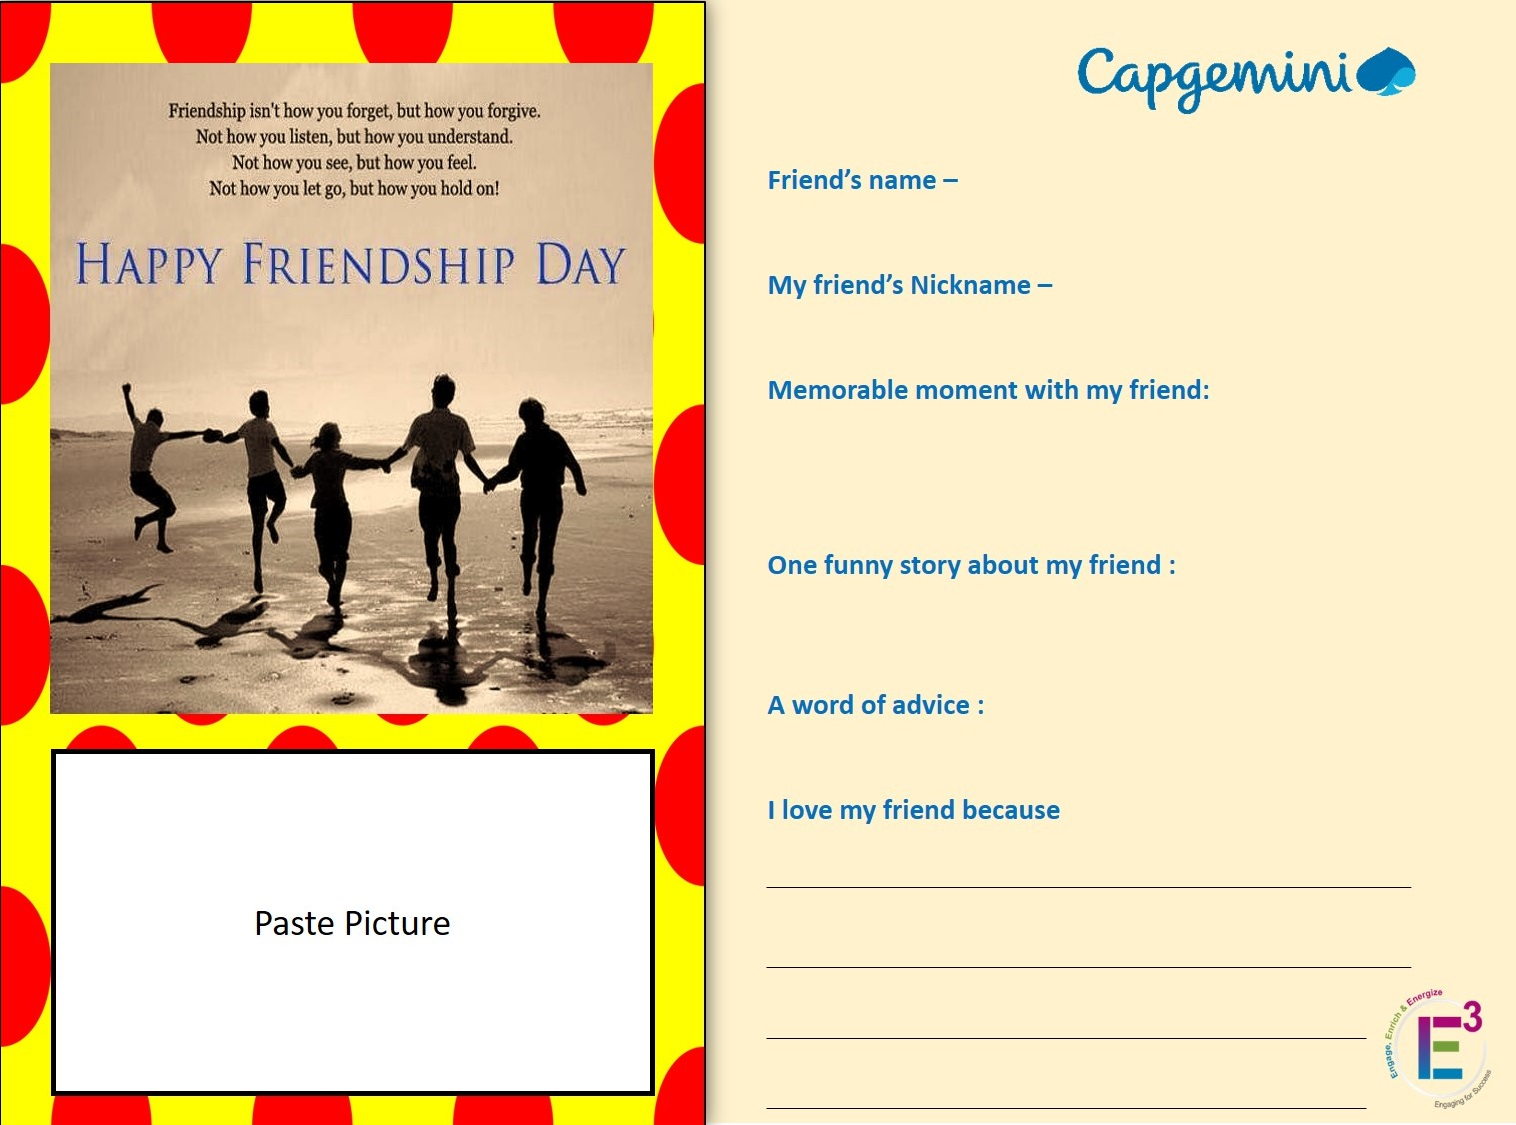 Friendship isn't how you forget, but how you forgive.
Not how you listen, but how you understand.
Not how you see, but how you feel.
Not how you let go, but how you hold on!
HAPPY FRIENDSHIP DAY
Paste Picture
Capgemini
Friend’s name –
My friend’s Nickname –
Memorable moment with my friend:
One funny story about my friend :
A word of advice :
I love my friend because
Engage, Enrich & Energize
E3
Engaging for Success